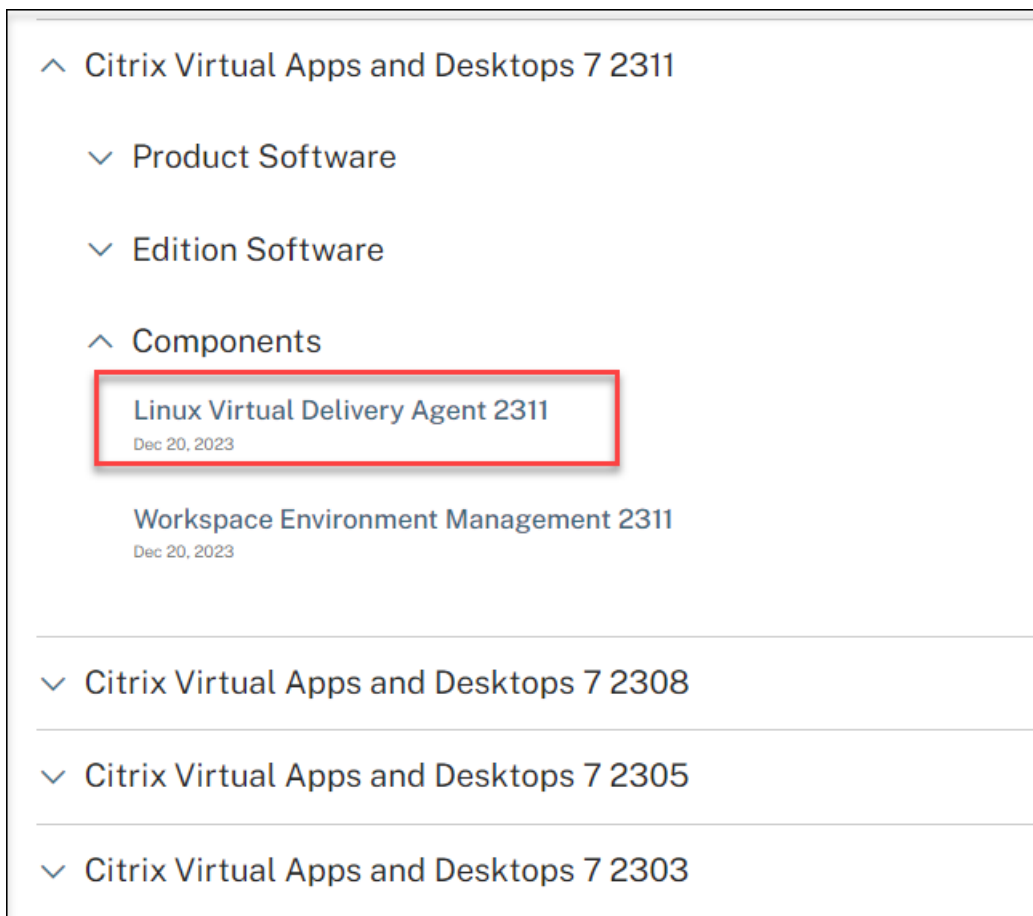 Citrix Virtual Apps and Desktops 7 2311
Product Software
Edition Software
Components
Linux Virtual Delivery Agent 2311
Dec 20, 2023
Workspace Environment Management 2311
Dec 20, 2023
Citrix Virtual Apps and Desktops 7 2308
Citrix Virtual Apps and Desktops 7 2305
Citrix Virtual Apps and Desktops 7 2303